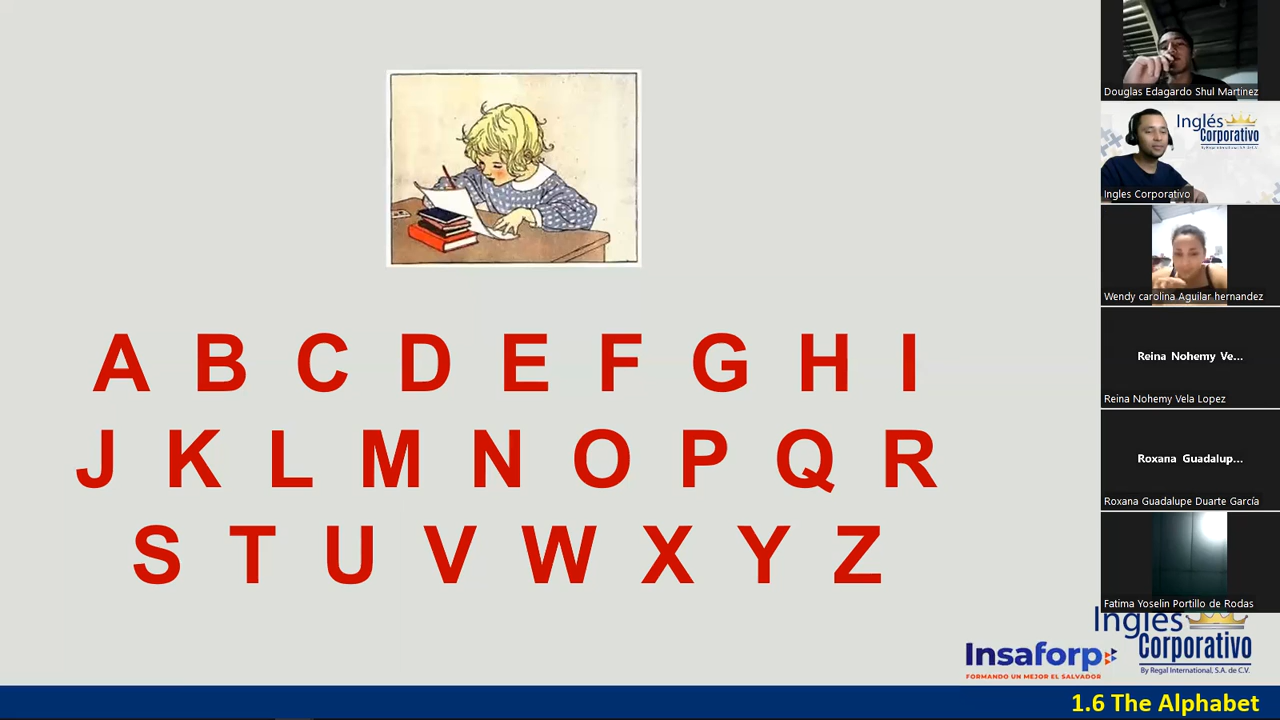 A B C D E F G H I
J K L M N O P Q R
S T U V W X Y Z
Douglas Edagardo Shul Martinez
Inglés
Corporativo
Ingles Corporativo
Wendy carolina Aguilar hernandez
Reina Nohemy Ve...
Reina Nohemy Vela Lopez
Roxana Guadalup...
Roxana Guadalupe Duarte García
Fatima Yoselin Portillo de Rodas
Inglés
Corporativo
By Regal International, S.A. de C.V.
Insaforp
FORMANDO UN MEJOR EL SALVADOR
1.6 The Alphabet